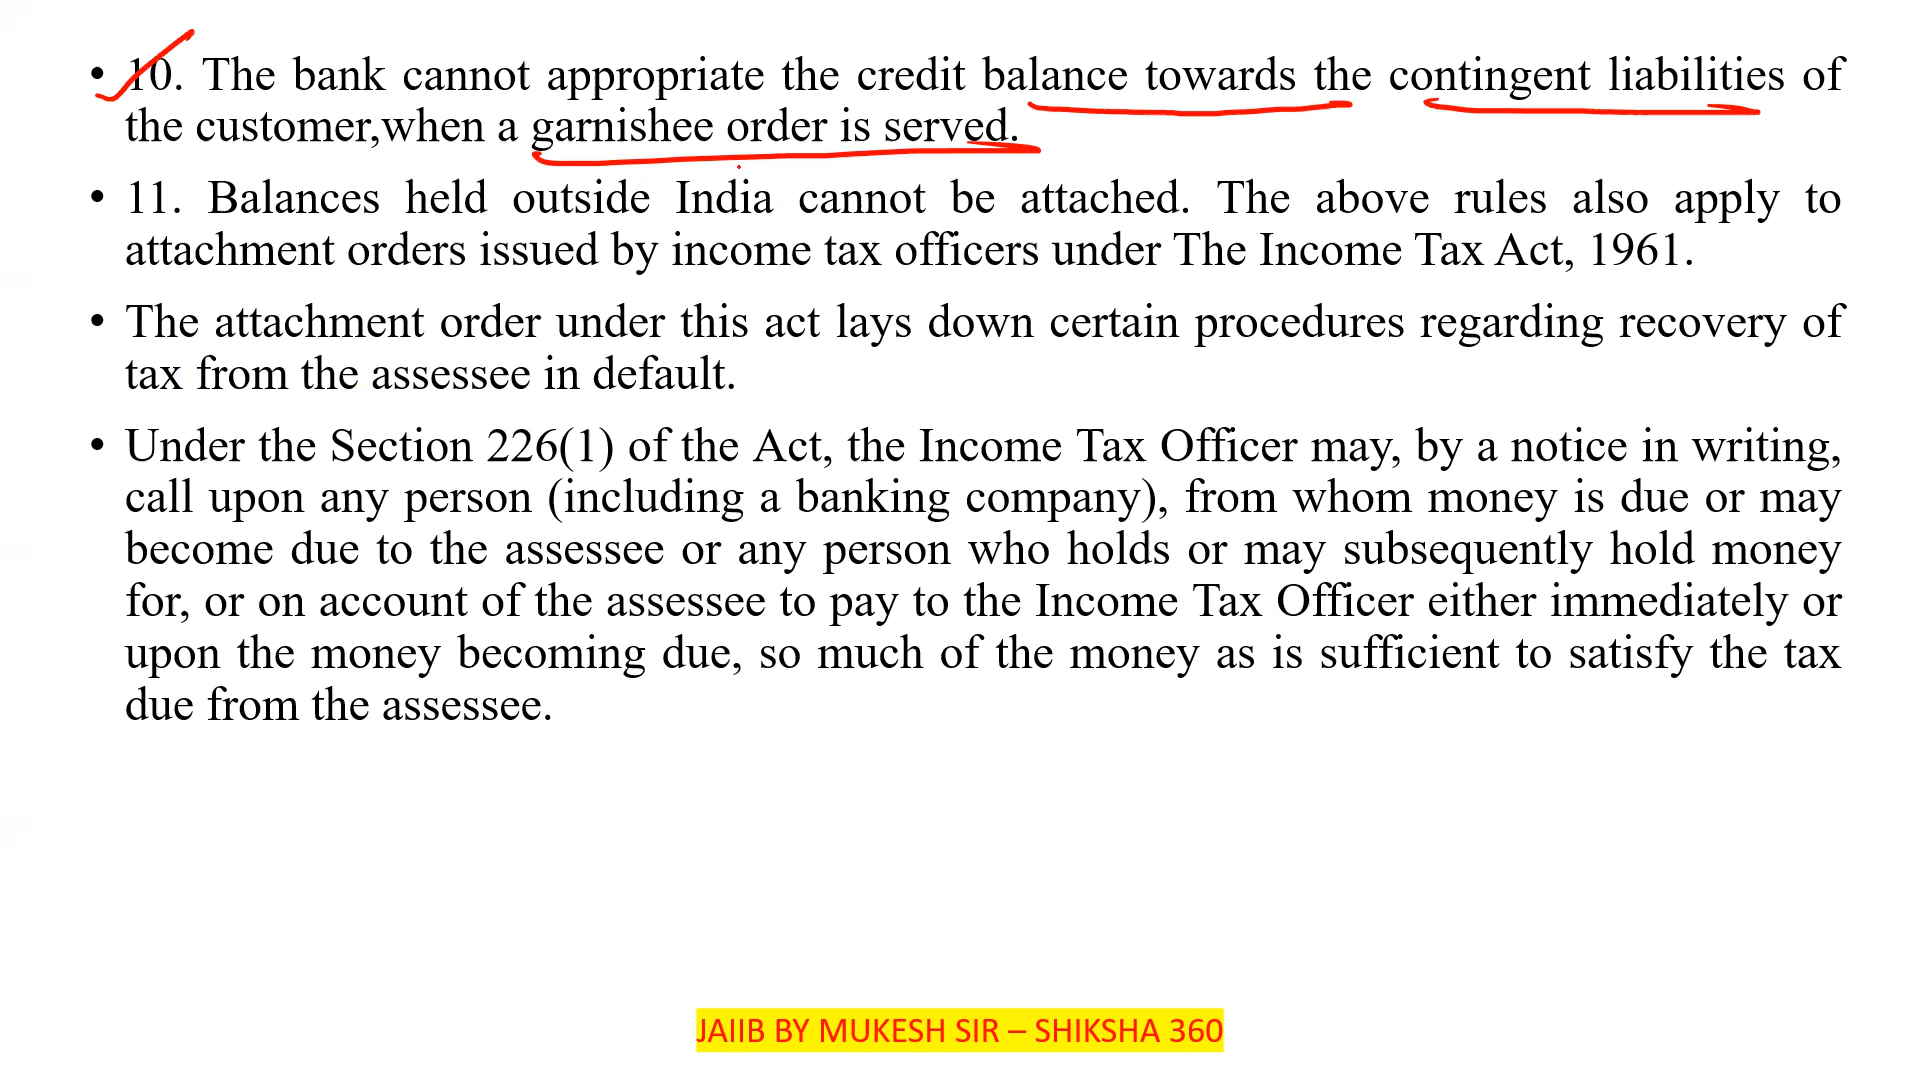 • 10. The bank cannot appropriate the credit balance towards the contingent liabilities of
the customer,when a garnishee order is served.
• 11. Balances held outside India cannot be attached. The above rules also apply to
attachment orders issued by income tax officers under The Income Tax Act, 1961.
• The attachment order under this act lays down certain procedures regarding recovery of
tax from the assessee in default.
• Under the Section 226(1) of the Act, the Income Tax Officer may, by a notice in writing,
call upon any person (including a banking company), from whom money is due or may
become due to the assessee or any person who holds or may subsequently hold money
for, or on account of the assessee to pay to the Income Tax Officer either immediately or
upon the money becoming due, so much of the money as is sufficient to satisfy the tax
due from the assessee.
JAIIB BY MUKESH SIR – SHIKSHA 360